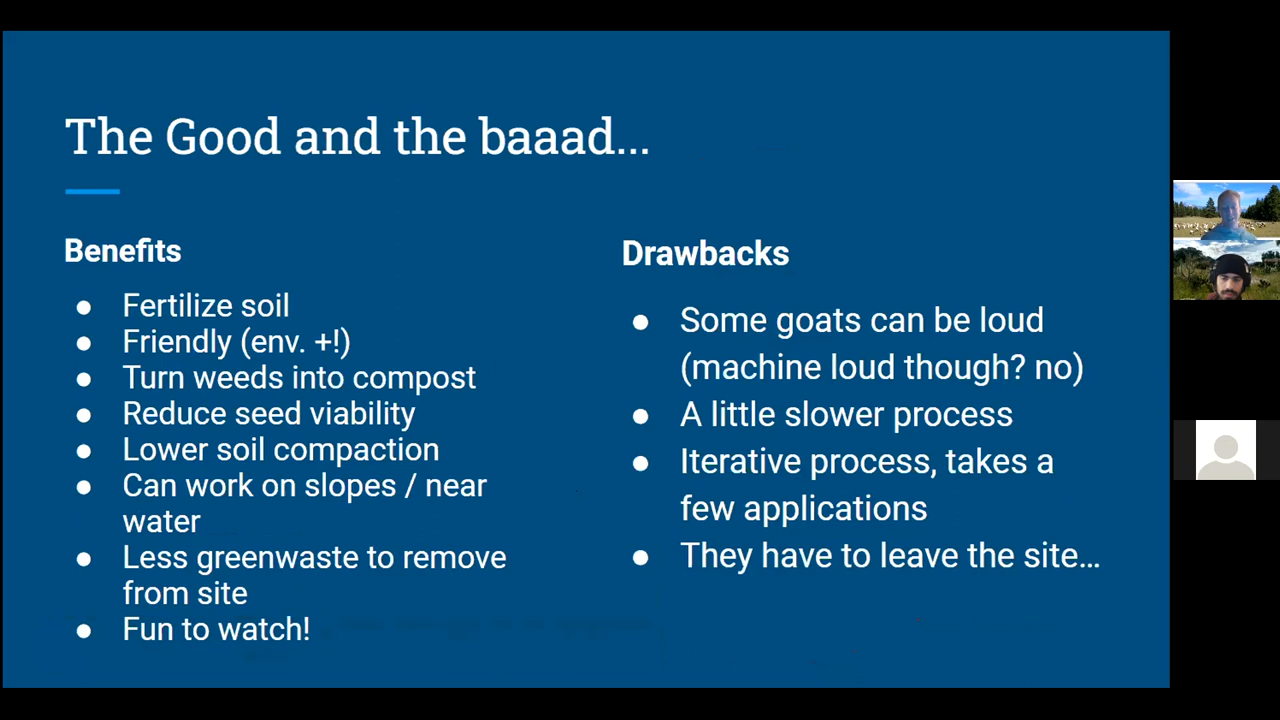 The Good and the baaad...
Benefits
● Fertilize soil
● Friendly (env. +!)
● Turn weeds into compost
● Reduce seed viability
● Lower soil compaction
● Can work on slopes / near
water
● Less greenwaste to remove
from site
● Fun to watch!
Drawbacks
● Some goats can be loud
(machine loud though? no)
● A little slower process
● Iterative process, takes a
few applications
● They have to leave the site...